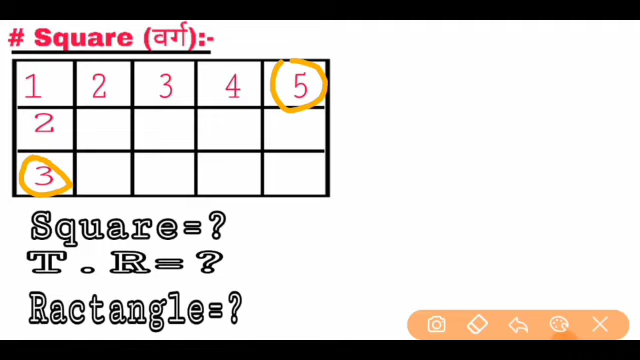 # Square (वर्ग):-
1 2 3 4 5
2
3
Square=?
T.R=?
Ractangle=?